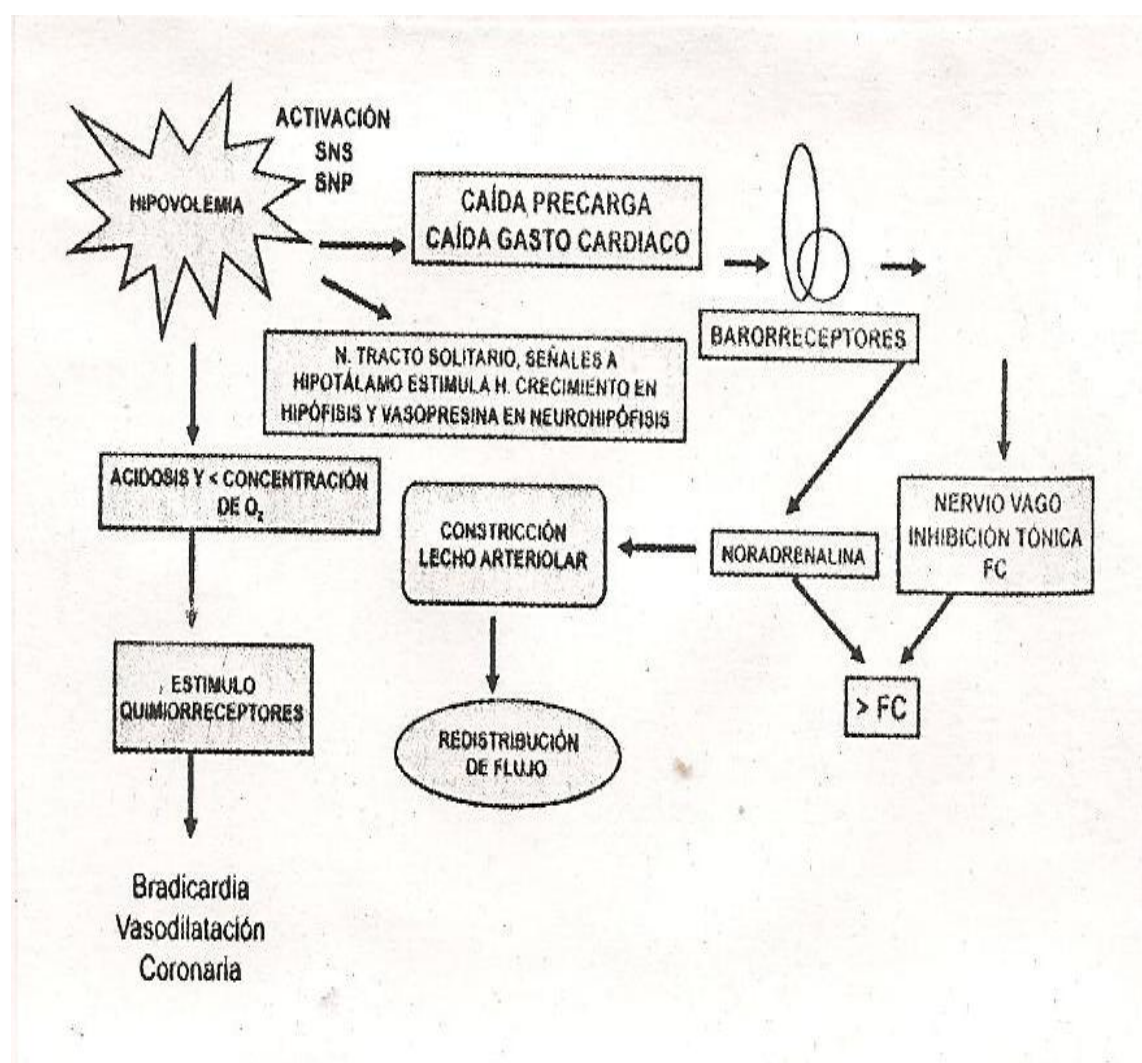 ACTIVACIÓN
SNS
SNP
HIPOVOLEMIA
CAÍDA PRECARGA
CAÍDA GASTO CARDIACO
BARORRECEPTORES
N. TRACTO SOLITARIO, SEÑALES A
HIPOTÁLAMO ESTIMULA H. CRECIMIENTO EN
HIPÓFISIS Y VASOPRESINA EN NEUROHIPÓFISIS
ACIDOSIS Y < CONCENTRACIÓN
DE O₂
CONSTRICCIÓN
LECHO ARTERIOLAR
NORADRENALINA
NERVIO VAGO
INHIBICIÓN TÓNICA
FC
ESTIMULO
QUIMIORRECEPTORES
REDISTRIBUCIÓN
DE FLUJO
> FC
Bradicardia
Vasodilatación
Coronaria